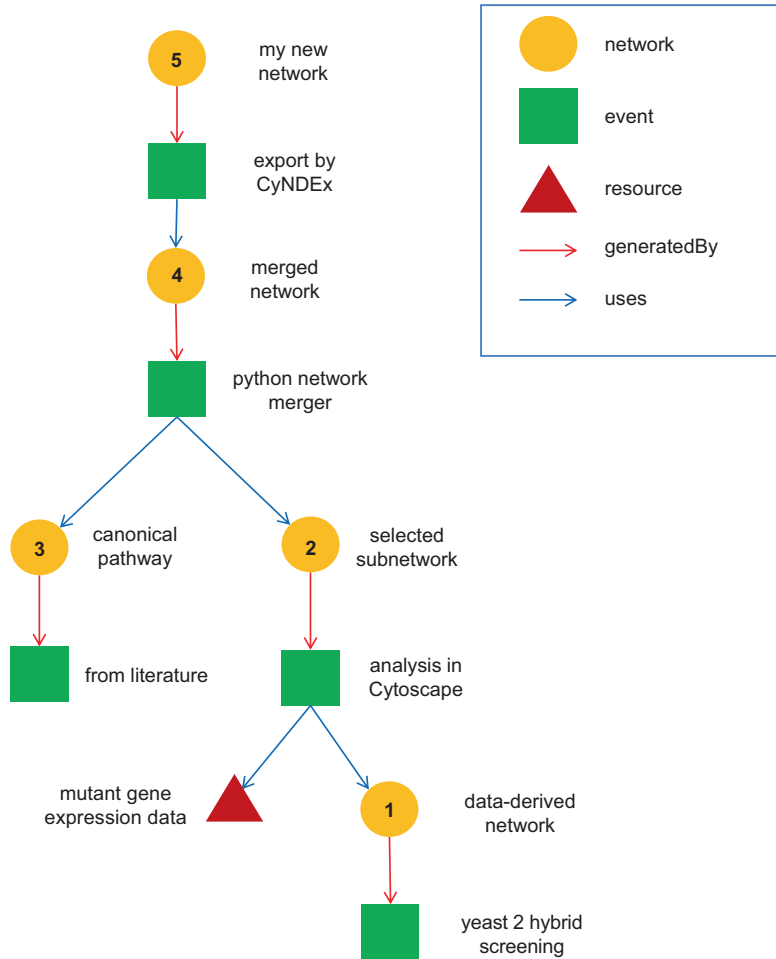 5
my new
network
export by
CyNDEx
4
merged
network
python network
merger
3
canonical
pathway
2
selected
subnetwork
from literature
analysis in
Cytoscape
mutant gene
expression data
1
data-derived
network
yeast 2 hybrid
screening
network
event
resource
generatedBy
uses